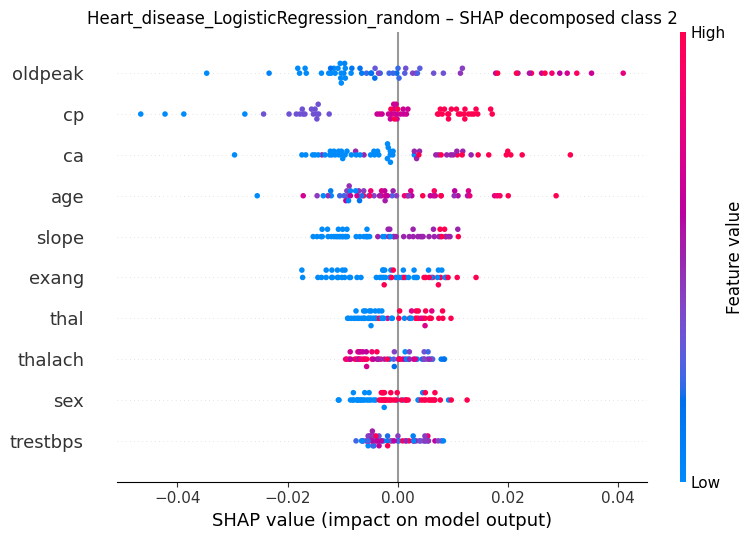 Heart_disease_LogisticRegression_random – SHAP decomposed class 2
High
oldpeak
cp
ca
age
slope
exang
thal
thalach
sex
trestbps
Feature value
Low
−0.04 −0.02 0.00 0.02 0.04
SHAP value (impact on model output)